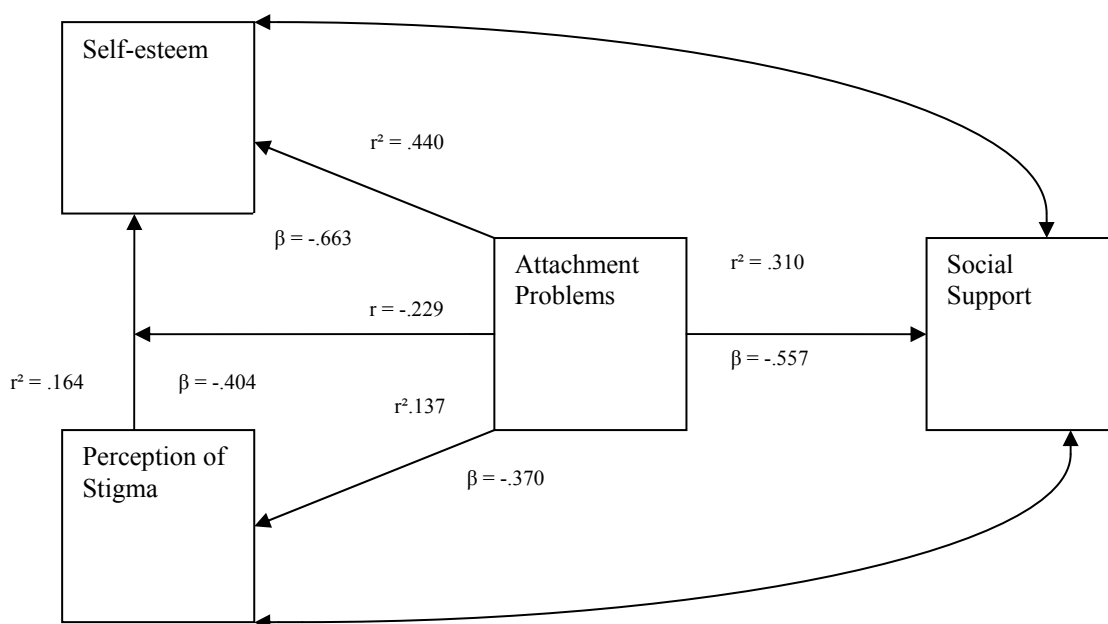 Self-esteem
r² = .440
β = -.663
Attachment
Problems
r² = .310
Social
Support
r = -.229
β = -.557
r² = .164
β = -.404
r².137
Perception of
Stigma
β = -.370